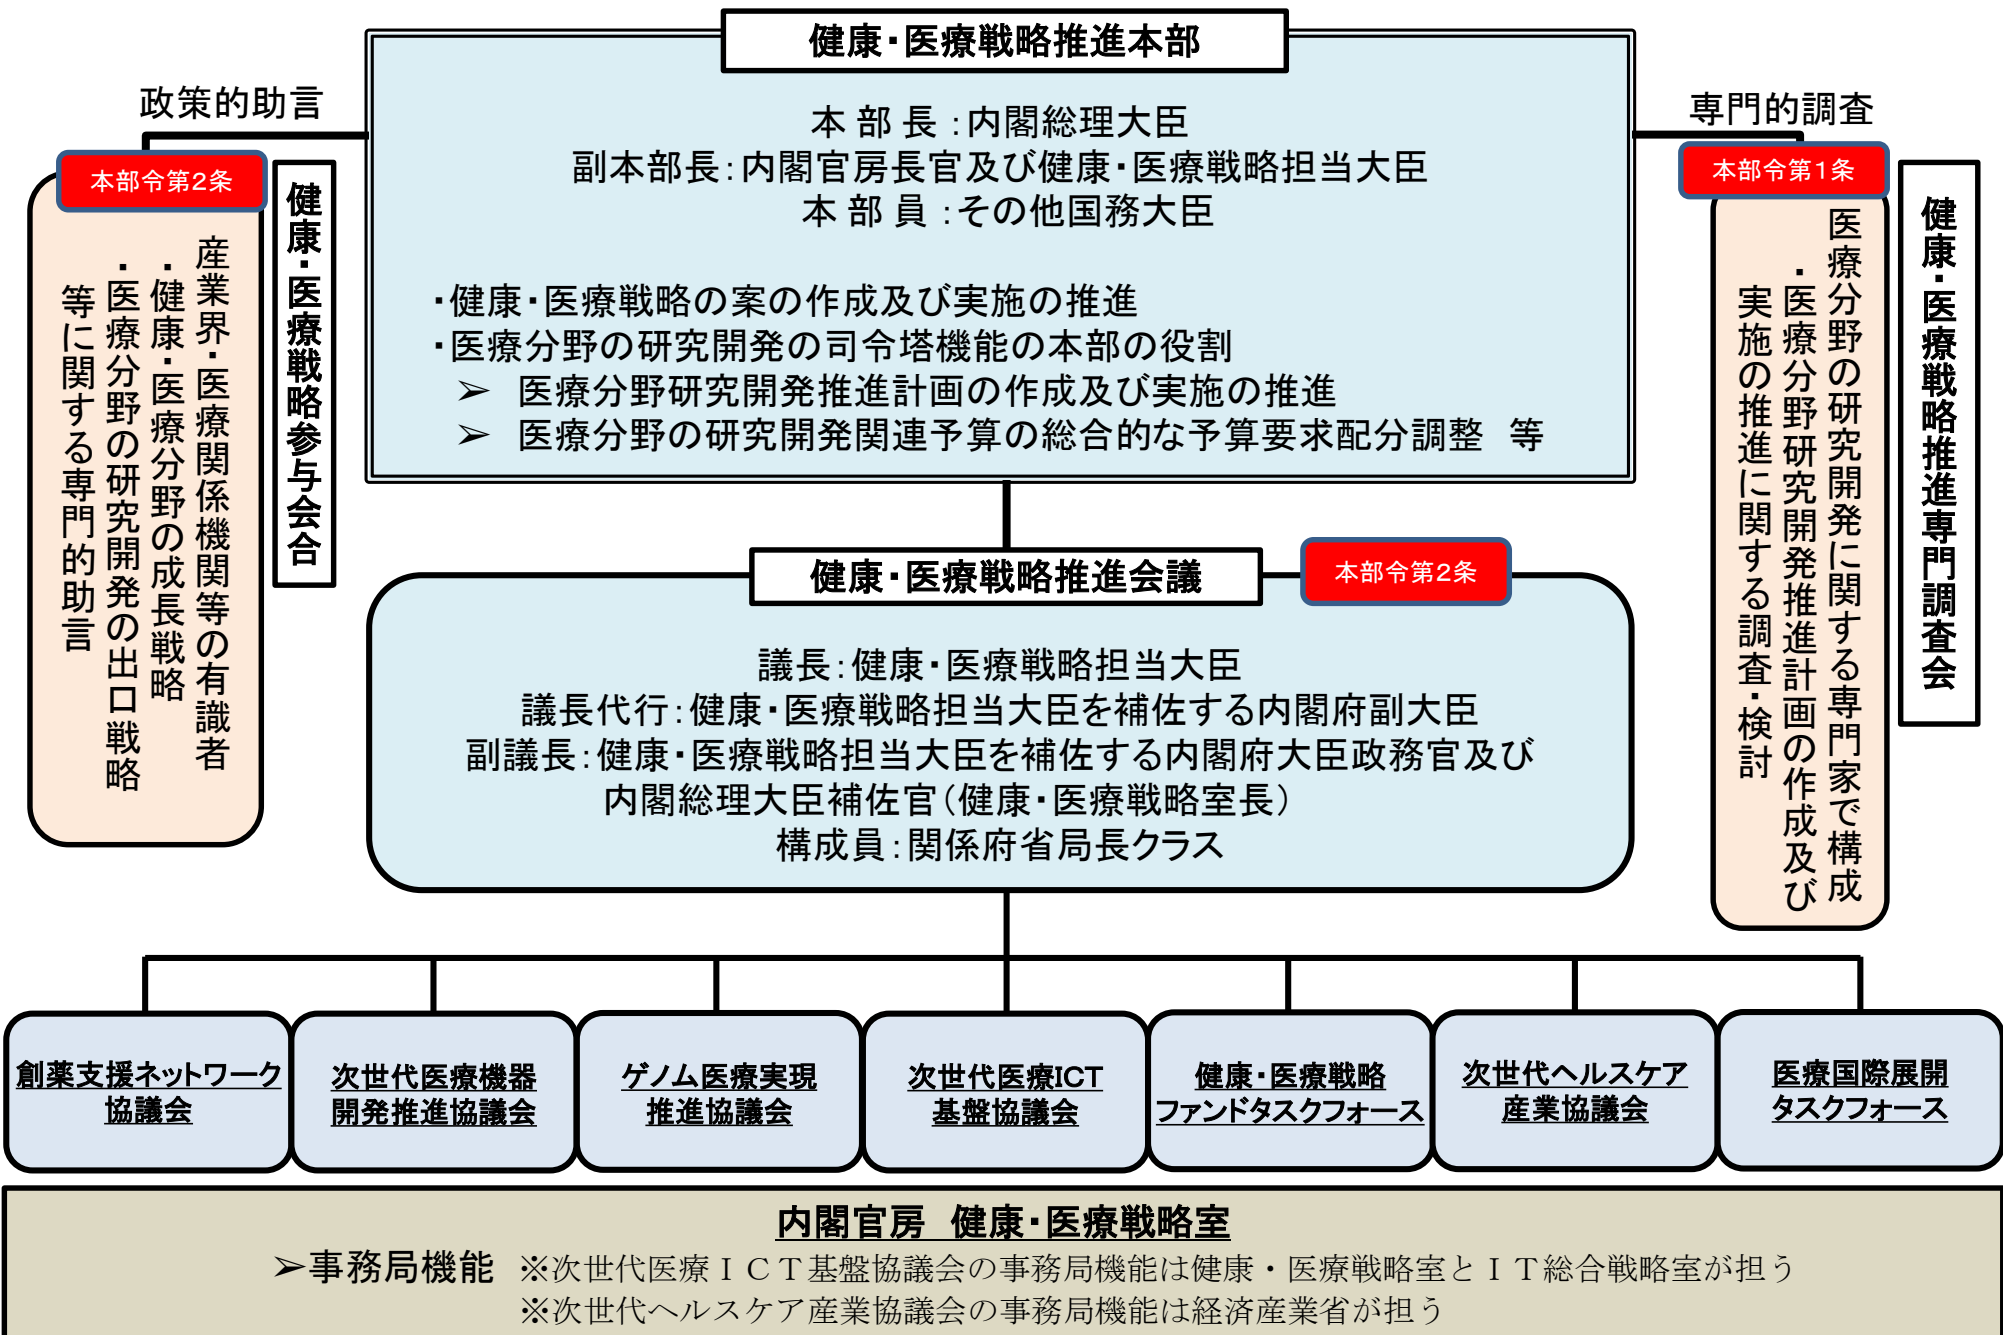 健康・医療戦略推進本部
本部長：内閣総理大臣
副本部長：内閣官房長官及び健康・医療戦略担当大臣
本部員：その他国務大臣
・健康・医療戦略の案の作成及び実施の推進
・医療分野の研究開発の司令塔機能の本部の役割
➢ 医療分野研究開発推進計画の作成及び実施の推進
➢ 医療分野の研究開発関連予算の総合的な予算要求配分調整 等
政策的助言
本部令第２条
健康・医療戦略参与会合
産業界・医療関係機関等の有識者
・健康・医療分野の成長戦略
・医療分野の研究開発の出口戦略
等に関する専門的助言
専門的調査
本部令第１条
健康・医療戦略推進専門調査会
医療分野の研究開発に関する専門家で構成
・医療分野研究開発推進計画の作成及び
実施の推進に関する調査・検討
健康・医療戦略推進会議
本部令第２条
議長：健康・医療戦略担当大臣
議長代行：健康・医療戦略担当大臣を補佐する内閣府副大臣
副議長：健康・医療戦略担当大臣を補佐する内閣府大臣政務官及び
内閣総理大臣補佐官（健康・医療戦略室長）
構成員：関係府省局長クラス
創薬支援ネットワーク
協議会
次世代医療機器
開発推進協議会
ゲノム医療実現
推進協議会
次世代医療ICT
基盤協議会
健康・医療戦略
ファンドタスクフォース
次世代ヘルスケア
産業協議会
医療国際展開
タスクフォース
内閣官房 健康・医療戦略室
➢事務局機能 ※次世代医療ＩＣＴ基盤協議会の事務局機能は健康・医療戦略室とＩＴ総合戦略室が担う
※次世代ヘルスケア産業協議会の事務局機能は経済産業省が担う